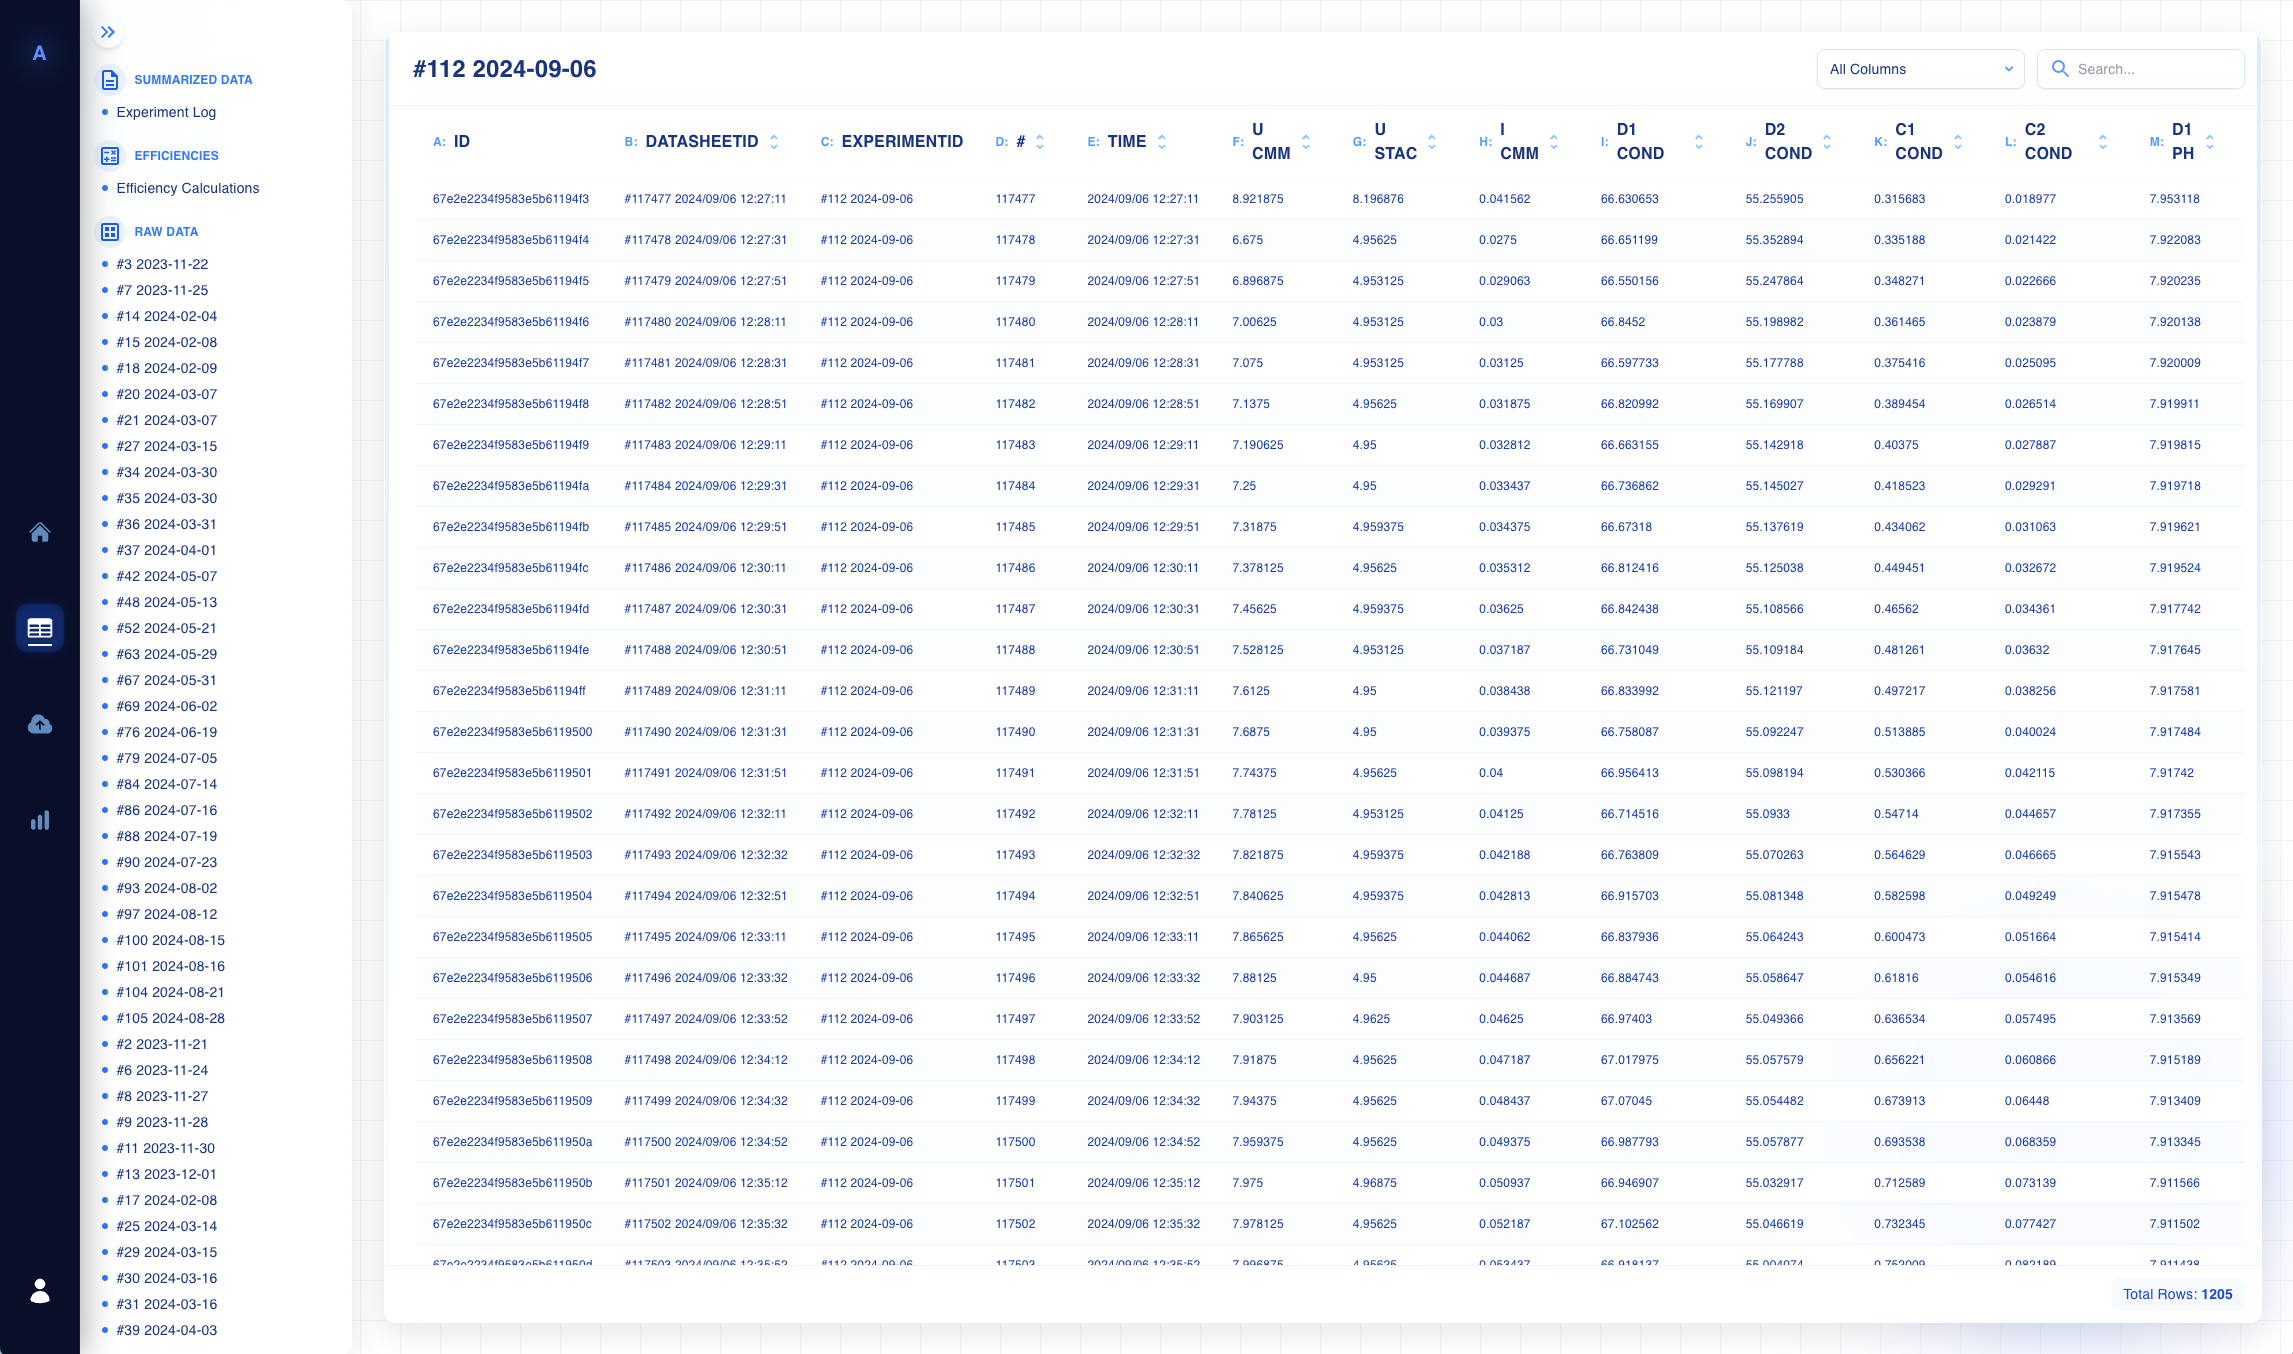 A
SUMMARIZED DATA
Experiment Log
EFFICIENCIES
Efficiency Calculations
RAW DATA
#3 2023-11-22
#7 2023-11-25
#14 2024-02-04
#15 2024-02-08
#18 2024-02-09
#20 2024-03-07
#21 2024-03-07
#27 2024-03-15
#34 2024-03-30
#35 2024-03-30
#36 2024-03-31
#37 2024-04-01
#42 2024-05-07
#48 2024-05-13
#52 2024-05-21
#63 2024-05-29
#67 2024-05-31
#69 2024-06-02
#76 2024-06-19
#79 2024-07-05
#84 2024-07-14
#86 2024-07-16
#88 2024-07-19
#90 2024-07-23
#93 2024-08-02
#97 2024-08-12
#100 2024-08-15
#101 2024-08-16
#104 2024-08-21
#105 2024-08-28
#2 2023-11-21
#6 2023-11-24
#8 2023-11-27
#9 2023-11-28
#11 2023-11-30
#13 2023-12-01
#17 2024-02-08
#25 2024-03-14
#29 2024-03-15
#30 2024-03-16
#31 2024-03-16
#39 2024-04-03
#112 2024-09-06
All Columns
Search...
A: ID B: DATASHEETID C: EXPERIMENTID D: # E: TIME F: U CMM G: U STAC H: I CMM I: D1 COND J: D2 COND K: C1 COND L: C2 COND M: D1 PH
67e2e2234f9583e5b61194f3 #117477 2024/09/06 12:27:11 #112 2024-09-06 117477 2024/09/06 12:27:11 8.921875 8.196876 0.041562 66.630653 55.255905 0.315683 0.018977 7.953118
67e2e2234f9583e5b61194f4 #117478 2024/09/06 12:27:31 #112 2024-09-06 117478 2024/09/06 12:27:31 6.675 4.95625 0.0275 66.651199 55.352894 0.335188 0.021422 7.922083
67e2e2234f9583e5b61194f5 #117479 2024/09/06 12:27:51 #112 2024-09-06 117479 2024/09/06 12:27:51 6.896875 4.953125 0.029063 66.550156 55.247864 0.348271 0.022666 7.920235
67e2e2234f9583e5b61194f6 #117480 2024/09/06 12:28:11 #112 2024-09-06 117480 2024/09/06 12:28:11 7.00625 4.953125 0.03 66.8452 55.198982 0.361465 0.023879 7.920138
67e2e2234f9583e5b61194f7 #117481 2024/09/06 12:28:31 #112 2024-09-06 117481 2024/09/06 12:28:31 7.075 4.953125 0.03125 66.597733 55.177788 0.375416 0.025095 7.920009
67e2e2234f9583e5b61194f8 #117482 2024/09/06 12:28:51 #112 2024-09-06 117482 2024/09/06 12:28:51 7.1375 4.95625 0.031875 66.820992 55.169907 0.389454 0.026514 7.919911
67e2e2234f9583e5b61194f9 #117483 2024/09/06 12:29:11 #112 2024-09-06 117483 2024/09/06 12:29:11 7.190625 4.95 0.032812 66.663155 55.142918 0.40375 0.027887 7.919815
67e2e2234f9583e5b61194fa #117484 2024/09/06 12:29:31 #112 2024-09-06 117484 2024/09/06 12:29:31 7.25 4.95 0.033437 66.736862 55.145027 0.418523 0.029291 7.919718
67e2e2234f9583e5b61194fb #117485 2024/09/06 12:29:51 #112 2024-09-06 117485 2024/09/06 12:29:51 7.31875 4.959375 0.034375 66.67318 55.137619 0.434062 0.031063 7.919621
67e2e2234f9583e5b61194fc #117486 2024/09/06 12:30:11 #112 2024-09-06 117486 2024/09/06 12:30:11 7.378125 4.95625 0.035312 66.812416 55.125038 0.449451 0.032672 7.919524
67e2e2234f9583e5b61194fd #117487 2024/09/06 12:30:31 #112 2024-09-06 117487 2024/09/06 12:30:31 7.45625 4.959375 0.03625 66.842438 55.108566 0.46562 0.034361 7.917742
67e2e2234f9583e5b61194fe #117488 2024/09/06 12:30:51 #112 2024-09-06 117488 2024/09/06 12:30:51 7.528125 4.953125 0.037187 66.731049 55.109184 0.481261 0.03632 7.917645
67e2e2234f9583e5b61194ff #117489 2024/09/06 12:31:11 #112 2024-09-06 117489 2024/09/06 12:31:11 7.6125 4.95 0.038438 66.833992 55.121197 0.497217 0.038256 7.917581
67e2e2234f9583e5b6119500 #117490 2024/09/06 12:31:31 #112 2024-09-06 117490 2024/09/06 12:31:31 7.6875 4.95 0.039375 66.758087 55.092247 0.513885 0.040024 7.917484
67e2e2234f9583e5b6119501 #117491 2024/09/06 12:31:51 #112 2024-09-06 117491 2024/09/06 12:31:51 7.74375 4.95625 0.04 66.956413 55.098194 0.530366 0.042115 7.91742
67e2e2234f9583e5b6119502 #117492 2024/09/06 12:32:11 #112 2024-09-06 117492 2024/09/06 12:32:11 7.78125 4.953125 0.04125 66.714516 55.0933 0.54714 0.044657 7.917355
67e2e2234f9583e5b6119503 #117493 2024/09/06 12:32:32 #112 2024-09-06 117493 2024/09/06 12:32:32 7.821875 4.959375 0.042188 66.763809 55.070263 0.564629 0.046665 7.915543
67e2e2234f9583e5b6119504 #117494 2024/09/06 12:32:51 #112 2024-09-06 117494 2024/09/06 12:32:51 7.840625 4.959375 0.042813 66.915703 55.081348 0.582598 0.049249 7.915478
67e2e2234f9583e5b6119505 #117495 2024/09/06 12:33:11 #112 2024-09-06 117495 2024/09/06 12:33:11 7.865625 4.95625 0.044062 66.837936 55.064243 0.600473 0.051664 7.915414
67e2e2234f9583e5b6119506 #117496 2024/09/06 12:33:32 #112 2024-09-06 117496 2024/09/06 12:33:32 7.88125 4.95 0.044687 66.884743 55.058647 0.61816 0.054616 7.915349
67e2e2234f9583e5b6119507 #117497 2024/09/06 12:33:52 #112 2024-09-06 117497 2024/09/06 12:33:52 7.903125 4.9625 0.04625 66.97403 55.049366 0.636534 0.057495 7.913569
67e2e2234f9583e5b6119508 #117498 2024/09/06 12:34:12 #112 2024-09-06 117498 2024/09/06 12:34:12 7.91875 4.95625 0.047187 67.017975 55.057579 0.656221 0.060866 7.915189
67e2e2234f9583e5b6119509 #117499 2024/09/06 12:34:32 #112 2024-09-06 117499 2024/09/06 12:34:32 7.94375 4.95625 0.048437 67.07045 55.054482 0.673913 0.06448 7.913409
67e2e2234f9583e5b611950a #117500 2024/09/06 12:34:52 #112 2024-09-06 117500 2024/09/06 12:34:52 7.959375 4.95625 0.049375 66.987793 55.057877 0.693538 0.068359 7.913345
67e2e2234f9583e5b611950b #117501 2024/09/06 12:35:12 #112 2024-09-06 117501 2024/09/06 12:35:12 7.975 4.96875 0.050937 66.946907 55.032917 0.712589 0.073139 7.911566
67e2e2234f9583e5b611950c #117502 2024/09/06 12:35:32 #112 2024-09-06 117502 2024/09/06 12:35:32 7.978125 4.95625 0.052187 67.102562 55.046619 0.732345 0.077427 7.911502
Total Rows: 1205